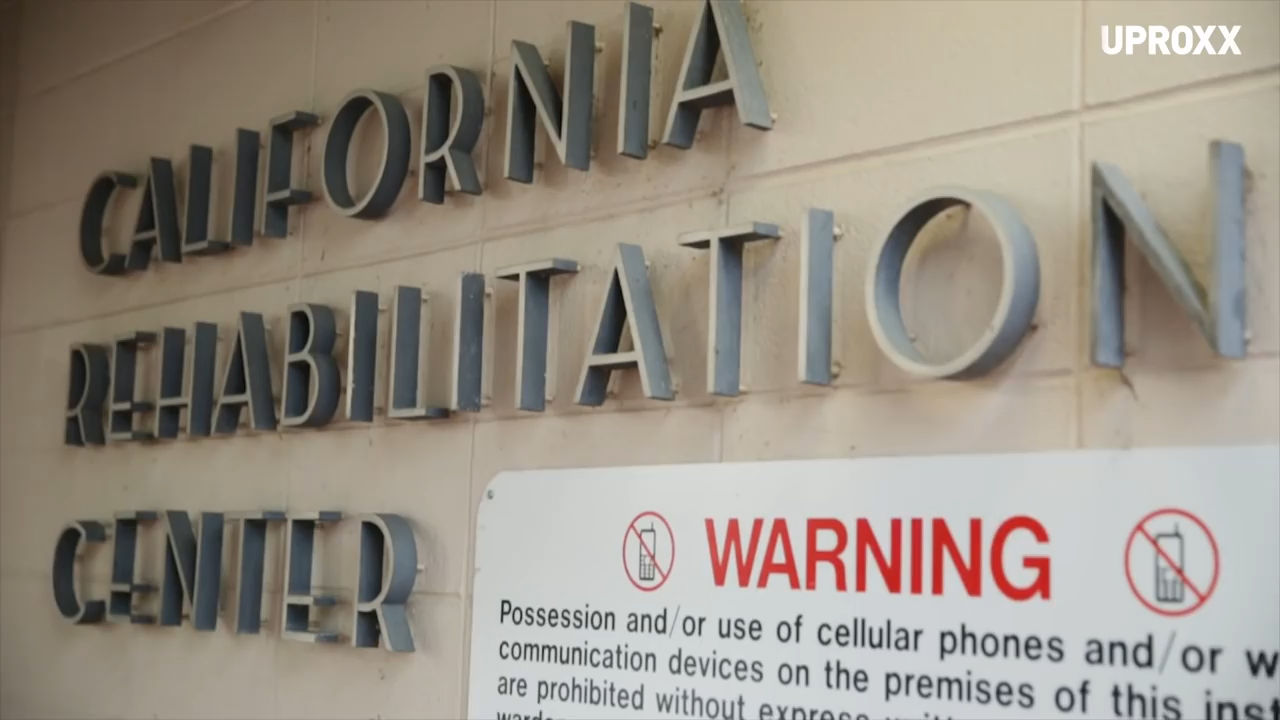 UPROXX
CALIFORNIA
REHABILITATION
CENTER
WARNING
Possession and/or use of cellular phones and/or
communication devices on the premises of this
are prohibited without express